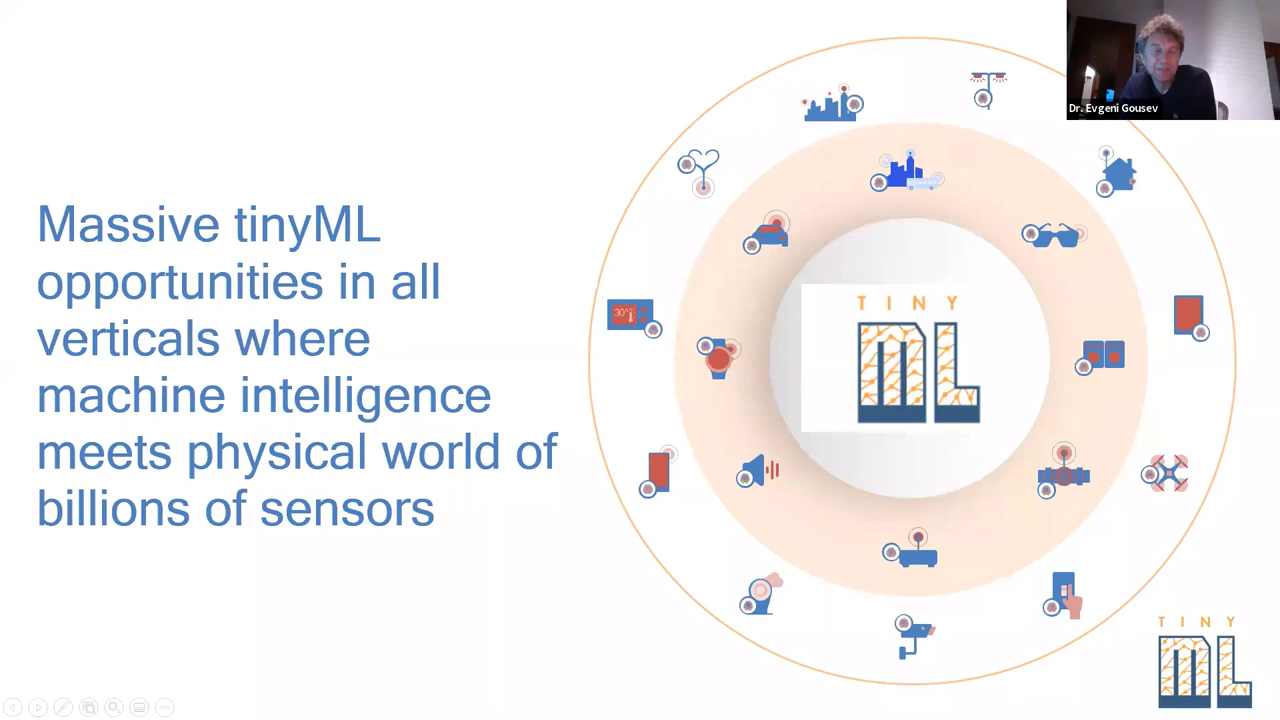 Dr. Evgeni Gousev
Massive tinyML
opportunities in all
verticals where
machine intelligence
meets physical world of
billions of sensors
30°
TINY
ML
TINY
ML